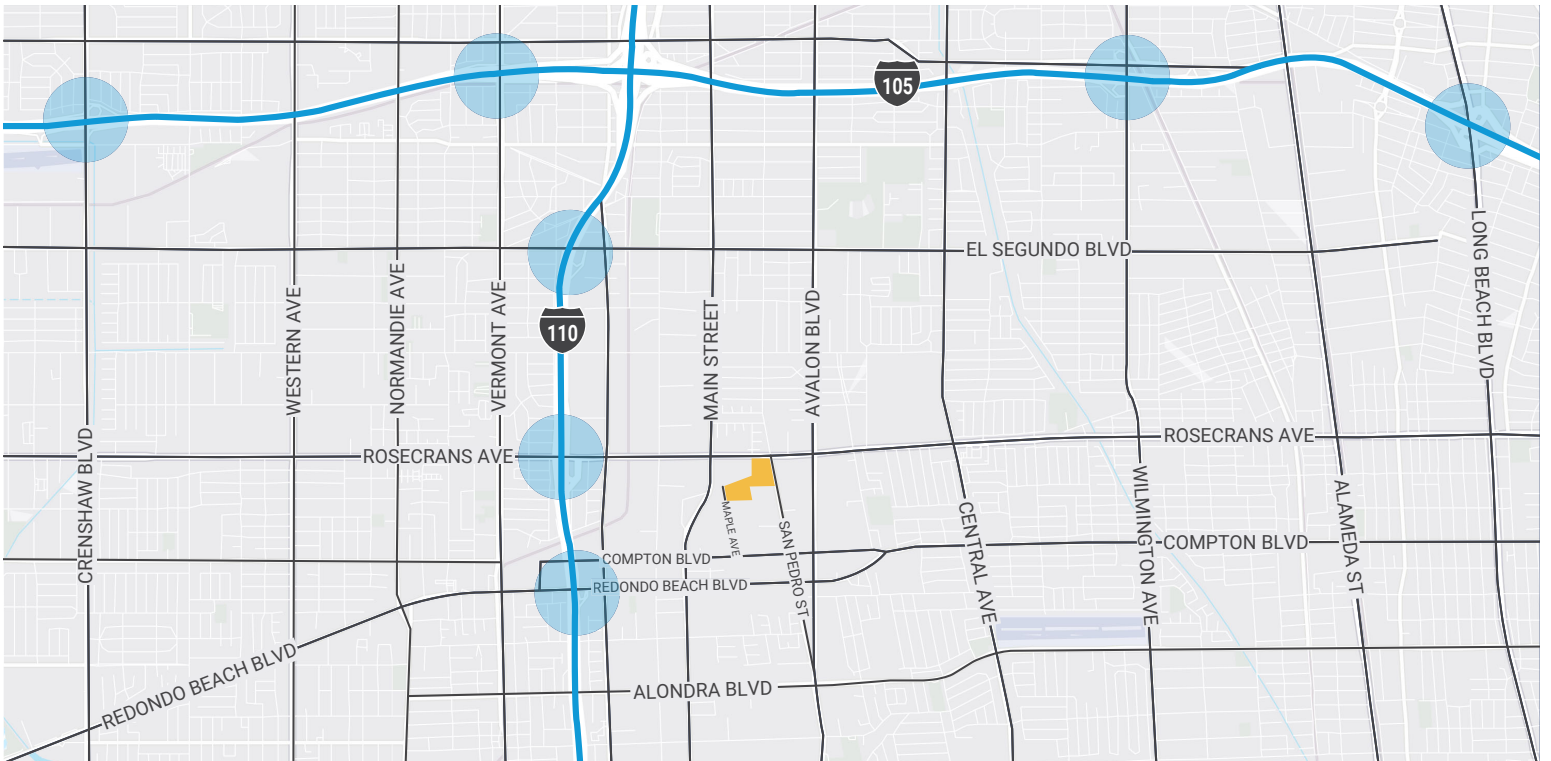 105
EL SEGUNDO BLVD
LONG BEACH BLVD
WESTERN AVE
NORMANDIE AVE
VERMONT AVE
110
MAIN STREET
AVALON BLVD
CRENSHAW BLVD
ROSECRANS AVE
ROSECRANS AVE
MAPLE AVE
SAN PEDRO ST
CENTRAL AVE
WILMINGTON AVE
ALAMEDA ST
COMPTON BLVD
COMPTON BLVD
REDONDO BEACH BLVD
REDONDO BEACH BLVD
ALONDRA BLVD